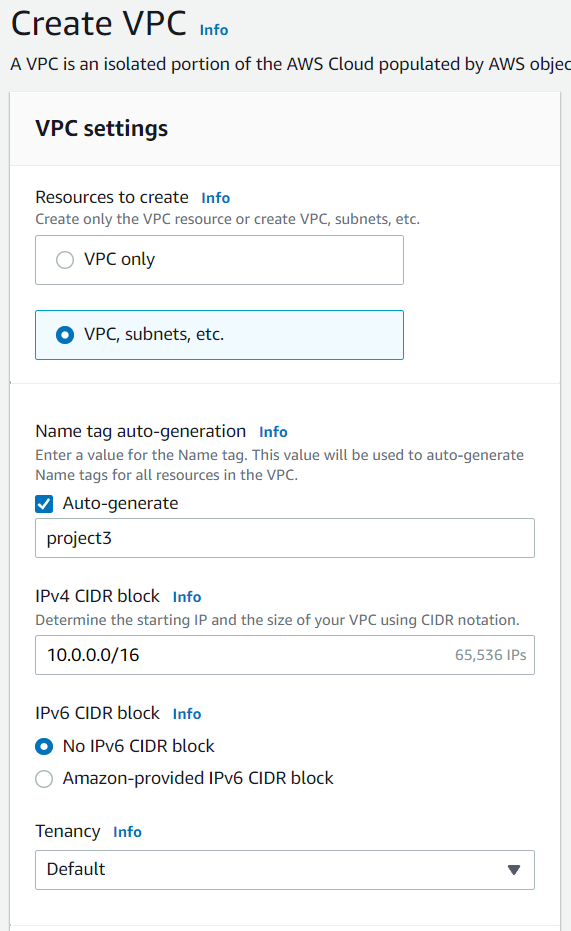 Create VPC Info
A VPC is an isolated portion of the AWS Cloud populated by AWS objec
VPC settings
Resources to create Info
Create only the VPC resource or create VPC, subnets, etc.
VPC only
VPC, subnets, etc.
Name tag auto-generation Info
Enter a value for the Name tag. This value will be used to auto-generate
Name tags for all resources in the VPC.
Auto-generate
project3
IPv4 CIDR block Info
Determine the starting IP and the size of your VPC using CIDR notation.
10.0.0.0/16 65,536 IPs
IPv6 CIDR block Info
No IPv6 CIDR block
Amazon-provided IPv6 CIDR block
Tenancy Info
Default